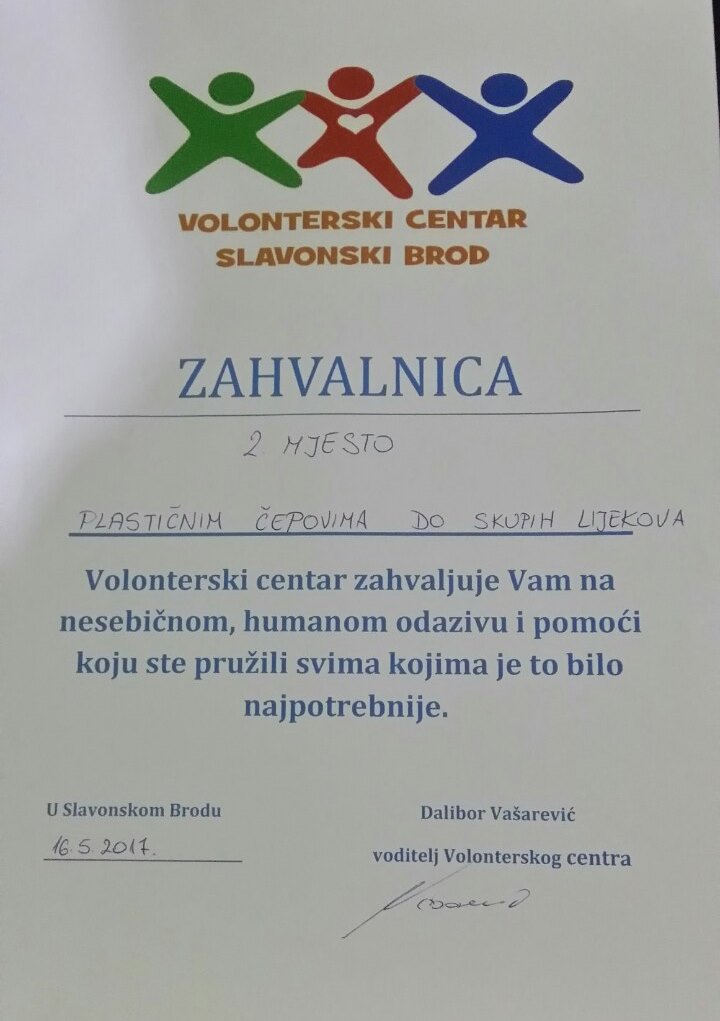 VOLONTERSKI CENTAR
SLAVONSKI BROD
ZAHVALNICA
2. MJESTO
PLASTIČNIM ČEPOVIMA DO SKUPIH LIJEKOVA
Volonterski centar zahvaljuje Vam na
nesebičnom, humanom odazivu i pomoći
koju ste pružili svima kojima je to bilo
najpotrebnije.
U Slavonskom Brodu
16.5.2017.
Dalibor Vašarević
voditelj Volonterskog centra